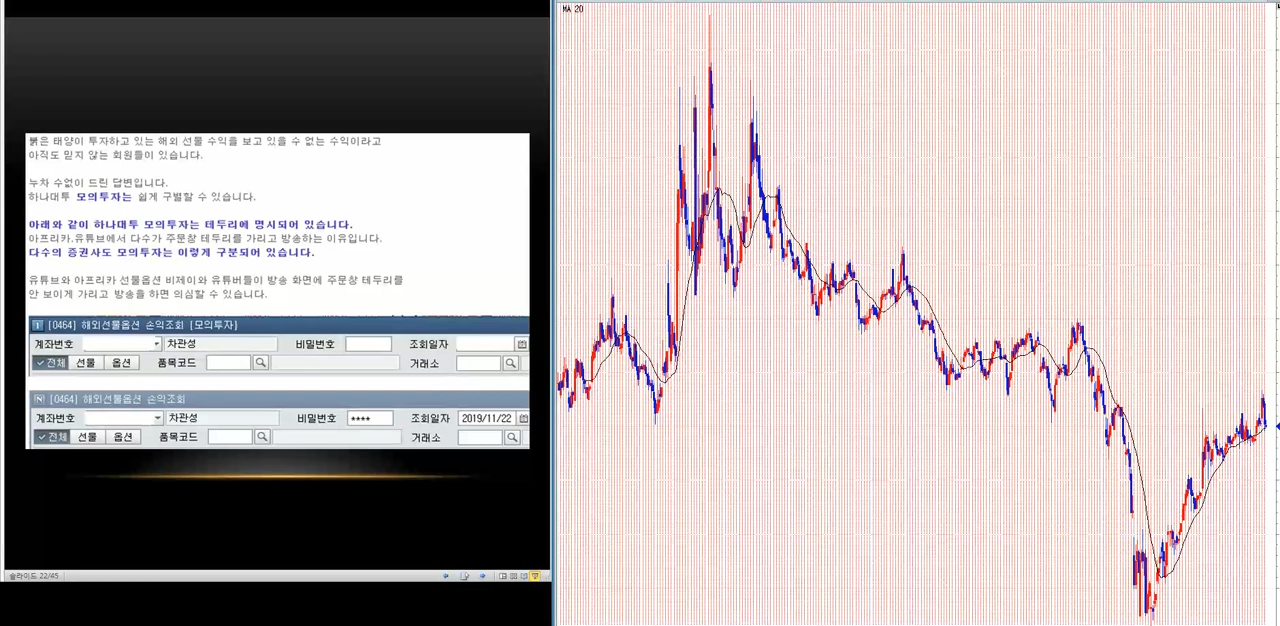 붉은 태양이 투자하고 있는 해외 선물 수익을 보고 있을 수 없는 수익이라고
아직도 믿지 않는 회원들이 있습니다.
누차 수없이 드린 답변입니다.
하나대투 모의투자는 쉽게 구별할 수 있습니다.
아래와 같이 하나대투 모의투자는 테두리에 명시되어 있습니다.
아프리카.유튜브에서 다수가 주문창 테두리를 가리고 방송하는 이유입니다.
다수의 증권사도 모의투자는 이렇게 구분되어 있습니다.
유튜브와 아프리카 선물옵션 비제이와 유튜버들이 방송 화면에 주문창 테두리를
안 보이게 가리고 방송을 하면 의심할 수 있습니다.
[0464] 해외선물옵션 손익조회 [모의투자]
계좌번호 차관성 비밀번호 조회일자
전체 선물 옵션 품목코드 거래소
[0464] 해외선물옵션 손익조회
계좌번호 차관성 비밀번호 **** 조회일자 2019/11/22
전체 선물 옵션 품목코드 거래소
슬라이드 22/45
MA 20